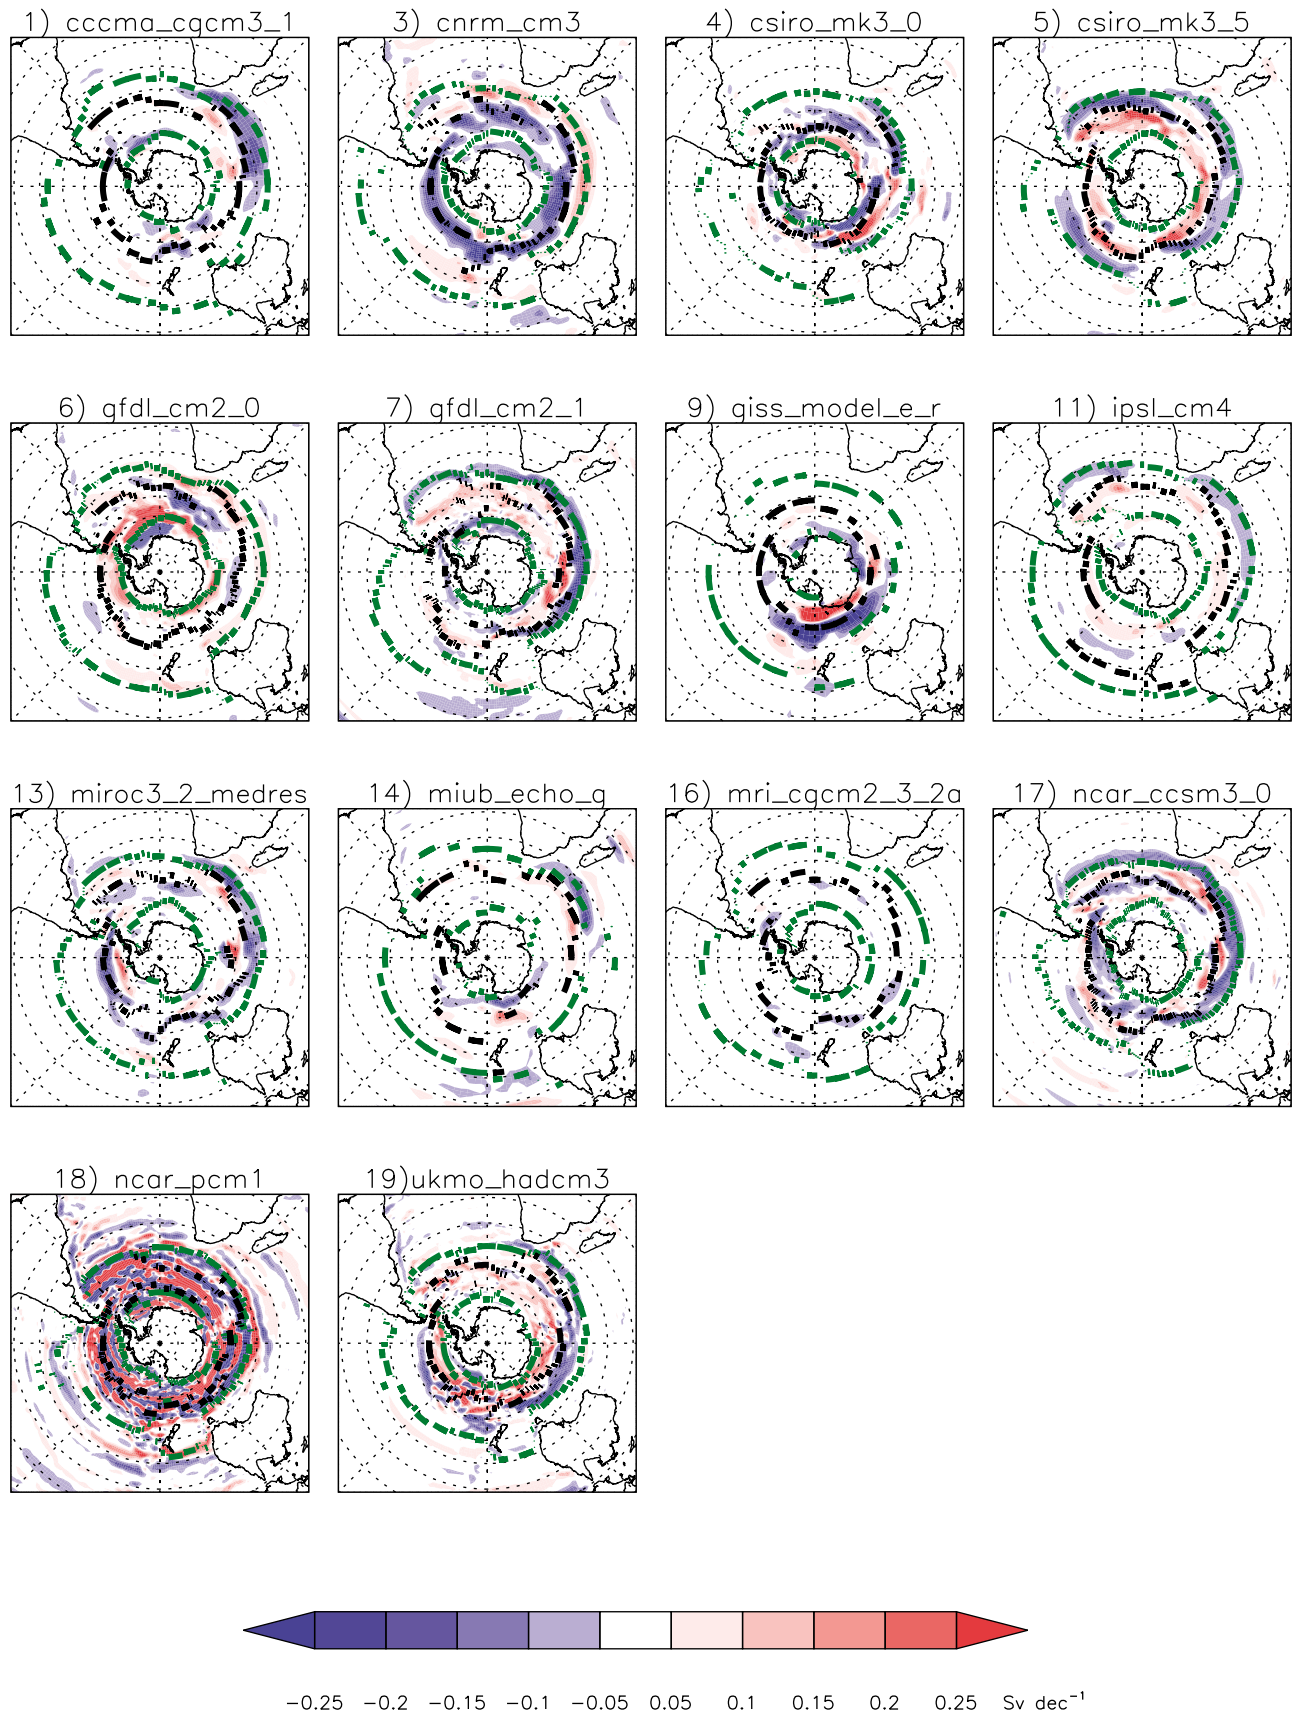 1) cccma_cgcm3_1
3) cnrm_cm3
4) csiro_mk3_0
5) csiro_mk3_5
6) gfdl_cm2_0
7) gfdl_cm2_1
9) giss_model_e_r
11) ipsl_cm4
13) miroc3_2_medres
14) miub_echo_g
16) mri_cgcm2_3_2a
17) ncar_ccsm3_0
18) ncar_pcm1
19)ukmo_hadcm3
-0.25 -0.2 -0.15 -0.1 -0.05 0.05 0.1 0.15 0.2 0.25 Sv dec⁻¹